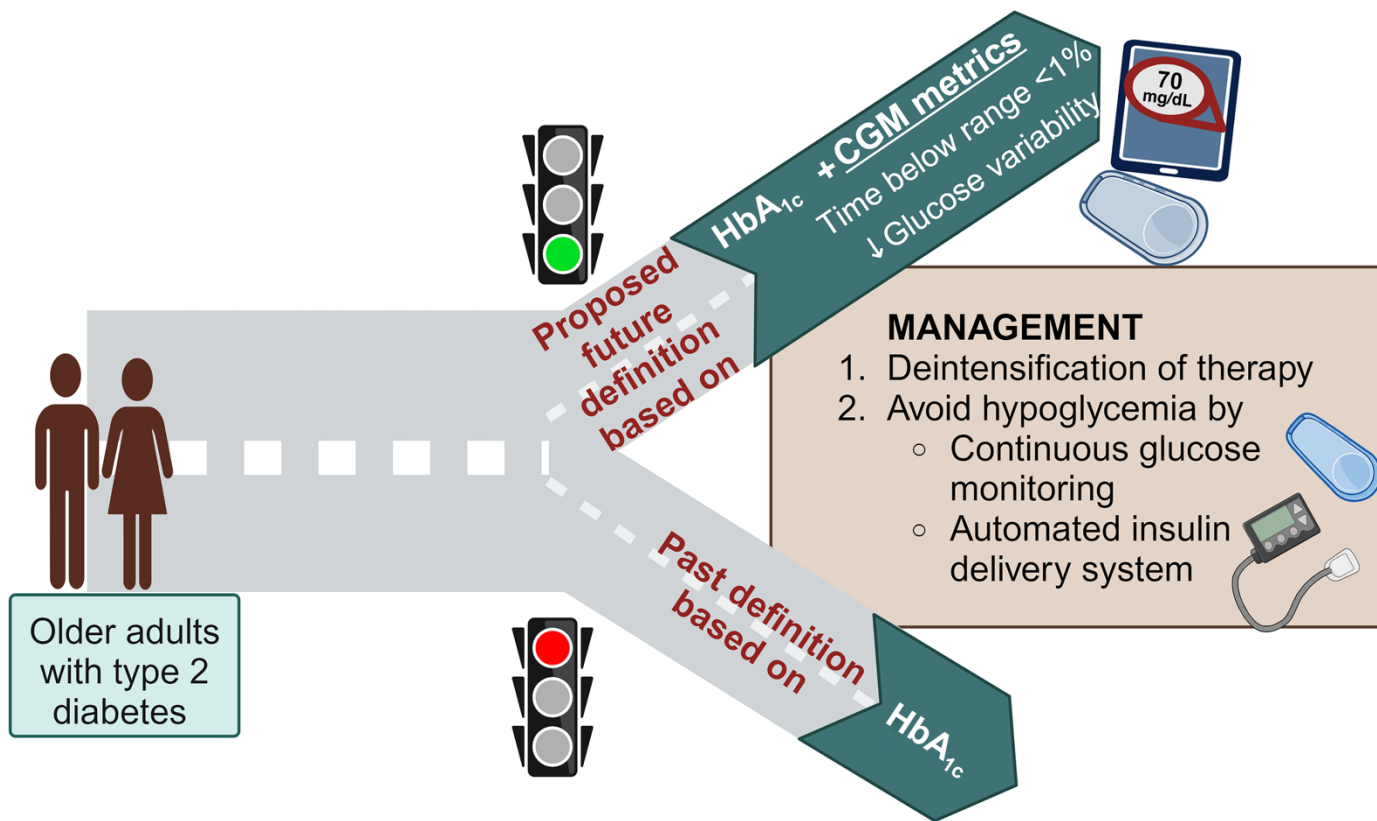 Older adults
with type 2
diabetes
Proposed
future
definition
based on
HbA1c + CGM metrics
Time below range <1%
↓ Glucose variability
70
mg/dL
MANAGEMENT
1. Deintensification of therapy
2. Avoid hypoglycemia by
○ Continuous glucose
monitoring
○ Automated insulin
delivery system
Past definition
based on
HbA1c